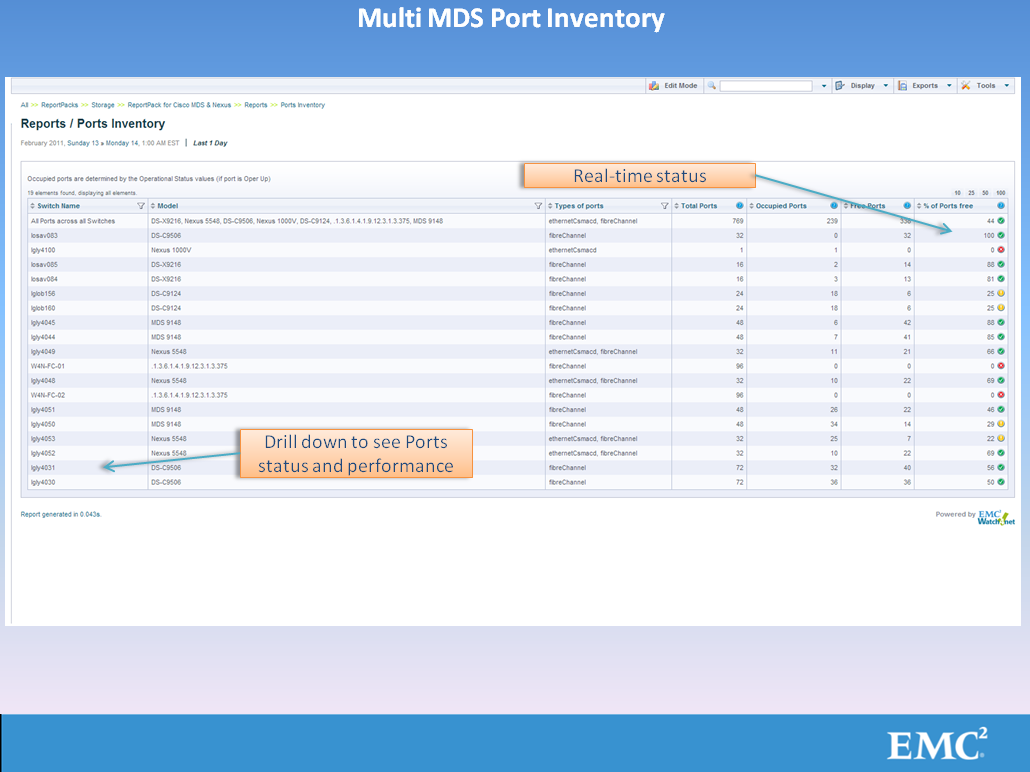 Multi MDS Port Inventory
Edit Mode Display Exports Tools
All >> ReportPacks >> Storage >> ReportPack for Cisco MDS & Nexus >> Reports >> Ports Inventory
Reports / Ports Inventory
February 2011, Sunday 13 » Monday 14, 1:00 AM EST | Last 1 Day
Real-time status
Occupied ports are determined by the Operational Status values (if port is Oper Up)
19 elements found, displaying all elements. 10 25 50 100
Switch Name Model Types of ports Total Ports Occupied Ports Free Ports % of Ports free
All Ports across all Switches DS-X9216, Nexus 5548, DS-C9506, Nexus 1000V, DS-C9124, .1.3.6.1.4.1.9.12.3.1.3.375, MDS 9148 ethernetCsmacd, fibreChannel 769 239 338 44
losav083 DS-C9506 fibreChannel 32 0 32 100
lgly4100 Nexus 1000V ethernetCsmacd 1 1 0 0
losav085 DS-X9216 fibreChannel 16 2 14 88
losav084 DS-X9216 fibreChannel 16 3 13 81
lglob156 DS-C9124 fibreChannel 24 18 6 25
lglob160 DS-C9124 fibreChannel 24 18 6 25
lgly4045 MDS 9148 fibreChannel 48 6 42 88
lgly4044 MDS 9148 fibreChannel 48 7 41 85
lgly4049 Nexus 5548 ethernetCsmacd, fibreChannel 32 11 21 66
W4N-FC-01 .1.3.6.1.4.1.9.12.3.1.3.375 fibreChannel 96 0 0 0
lgly4048 Nexus 5548 ethernetCsmacd, fibreChannel 32 10 22 69
W4N-FC-02 .1.3.6.1.4.1.9.12.3.1.3.375 fibreChannel 96 0 0 0
lgly4051 MDS 9148 fibreChannel 48 26 22 46
lgly4050 MDS 9148 fibreChannel 48 34 14 29
lgly4053 Nexus 5548 ethernetCsmacd, fibreChannel 32 25 7 22
lgly4052 Nexus 5548 ethernetCsmacd, fibreChannel 32 10 22 69
lgly4031 DS-C9506 fibreChannel 72 32 40 56
lgly4030 DS-C9506 fibreChannel 72 36 36 50
Drill down to see Ports
status and performance
Report generated in 0.043s.
Powered by EMC²
Watch4net
EMC²